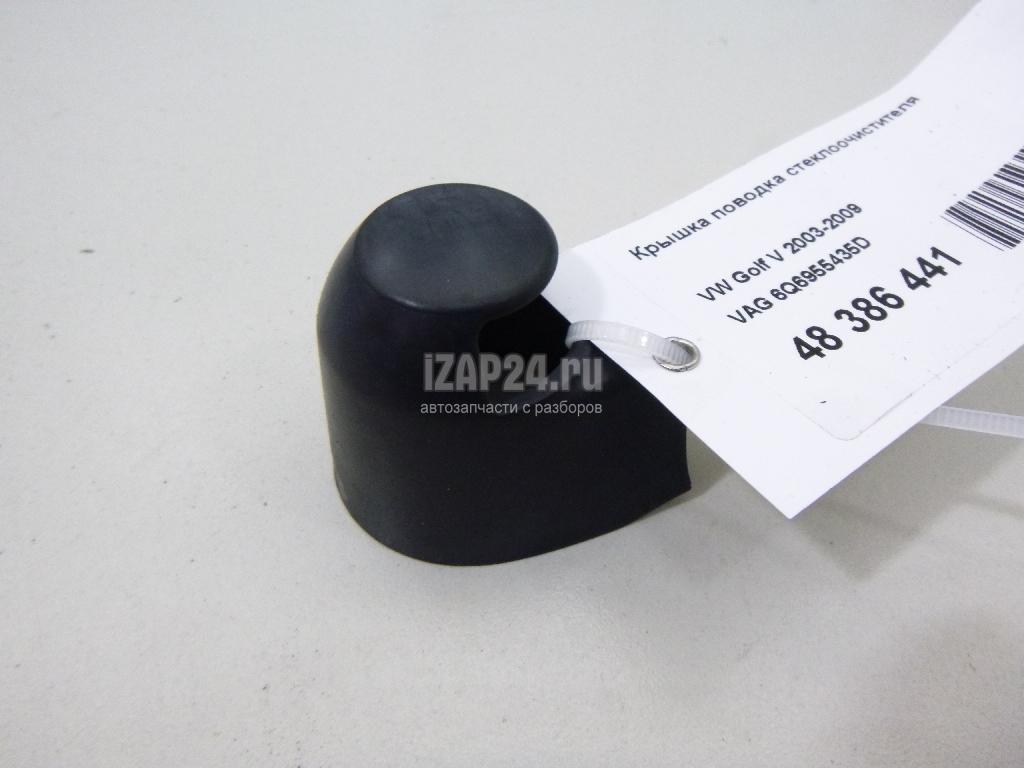 Крышка поводка стеклоочистителя
VW Golf V 2003-2009
VAG 6Q6955435D
48 386 441
iZAP24.ru
автозапчасти с разборов